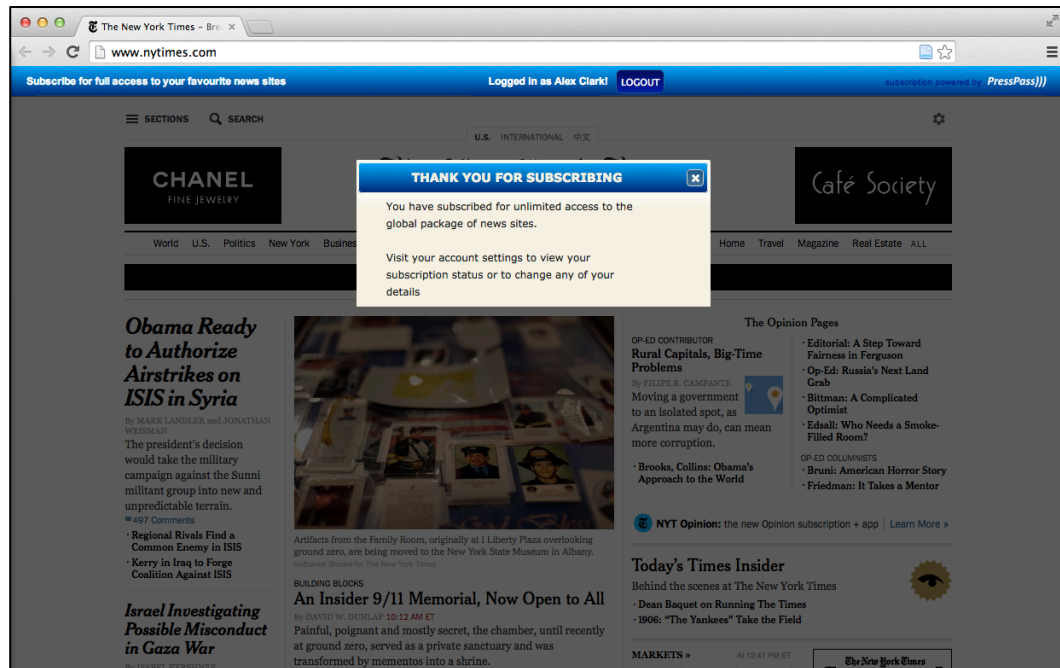 The New York Times – Bre
www.nytimes.com
Subscribe for full access to your favourite news sites
Logged in as Alex Clark!
LOGOUT
subscription powered by PressPass)))
SECTIONS
SEARCH
U.S. INTERNATIONAL 中文
CHANEL
FINE JEWELRY
Café Society
THANK YOU FOR SUBSCRIBING
You have subscribed for unlimited access to the
global package of news sites.
Visit your account settings to view your
subscription status or to change any of your
details
World U.S. Politics New York Busines
Home Travel Magazine Real Estate ALL
Obama Ready
to Authorize
Airstrikes on
ISIS in Syria
By MARK LANDLER and JONATHAN
WEISMAN
The president's decision
would take the military
campaign against the Sunni
militant group into new and
unpredictable terrain.
497 Comments
· Regional Rivals Find a
Common Enemy in ISIS
· Kerry in Iraq to Forge
Coalition Against ISIS
Israel Investigating
Possible Misconduct
in Gaza War
By ISABEL KERSHNER
Artifacts from the Family Room, originally at 1 Liberty Plaza overlooking
ground zero, are being moved to the New York State Museum in Albany.
Nathaniel Brooks for The New York Times
BUILDING BLOCKS
An Insider 9/11 Memorial, Now Open to All
By DAVID W. DUNLAP 10:12 AM ET
Painful, poignant and mostly secret, the chamber, until recently
at ground zero, served as a private sanctuary and was
transformed by mementos into a shrine.
The Opinion Pages
OP-ED CONTRIBUTOR
Rural Capitals, Big-Time
Problems
By FILIPE R. CAMPANTE
Moving a government
to an isolated spot, as
Argentina may do, can mean
more corruption.
· Brooks, Collins: Obama's
Approach to the World
· Editorial: A Step Toward
Fairness in Ferguson
· Op-Ed: Russia's Next Land
Grab
· Bittman: A Complicated
Optimist
· Edsall: Who Needs a Smoke-
Filled Room?
OP-ED COLUMNISTS
· Bruni: American Horror Story
· Friedman: It Takes a Mentor
NYT Opinion: the new Opinion subscription + app | Learn More »
Today's Times Insider
Behind the scenes at The New York Times
· Dean Baquet on Running The Times
· 1906: "The Yankees" Take the Field
MARKETS »
At 12:41 PM ET
The New York Times